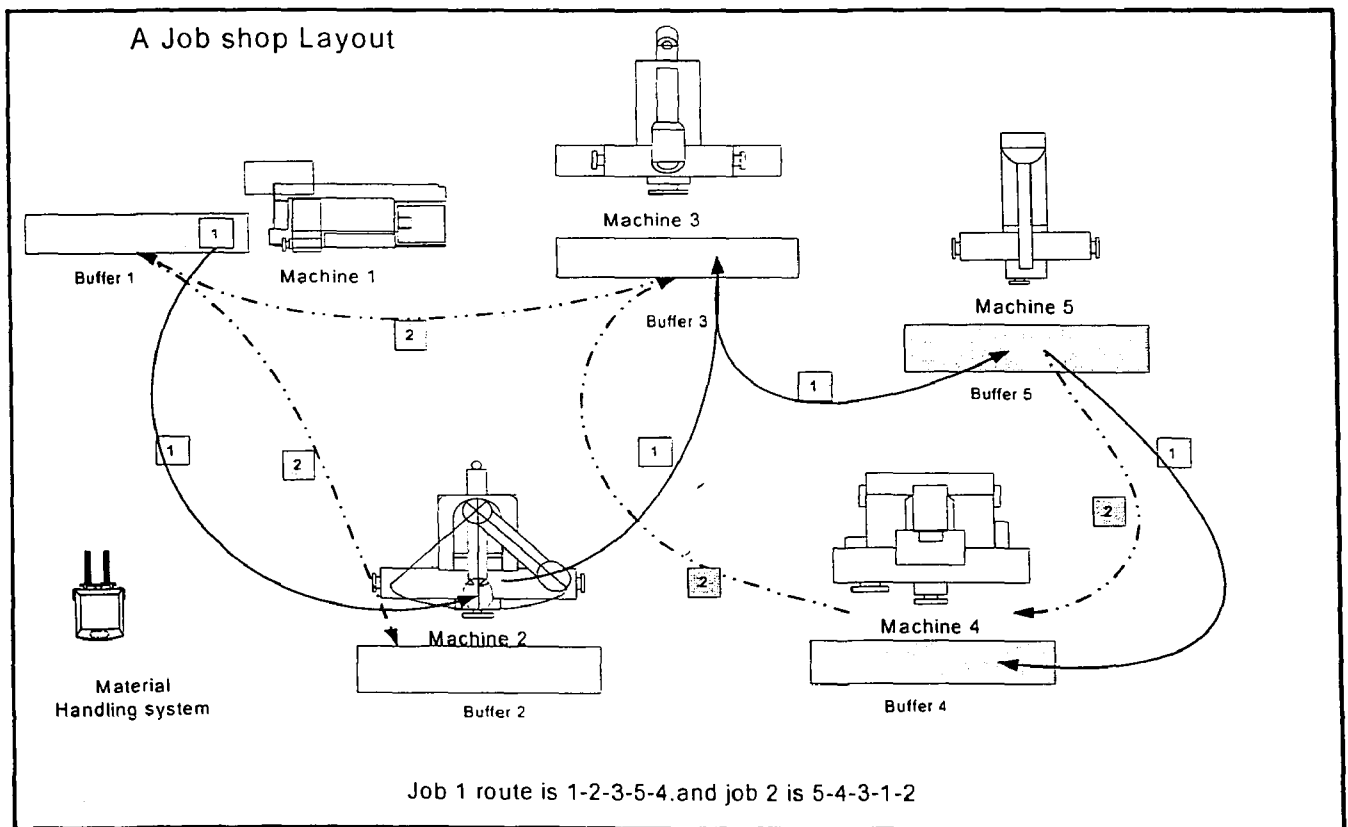 A Job shop Layout
Machine 3
1
Buffer 1
Machine 1
Machine 5
Buffer 3
2
1
Buffer 5
1
2
1
1
2
2
Machine 2
Machine 4
Material
Handling system
Buffer 2
Buffer 4
Job 1 route is 1-2-3-5-4.and job 2 is 5-4-3-1-2